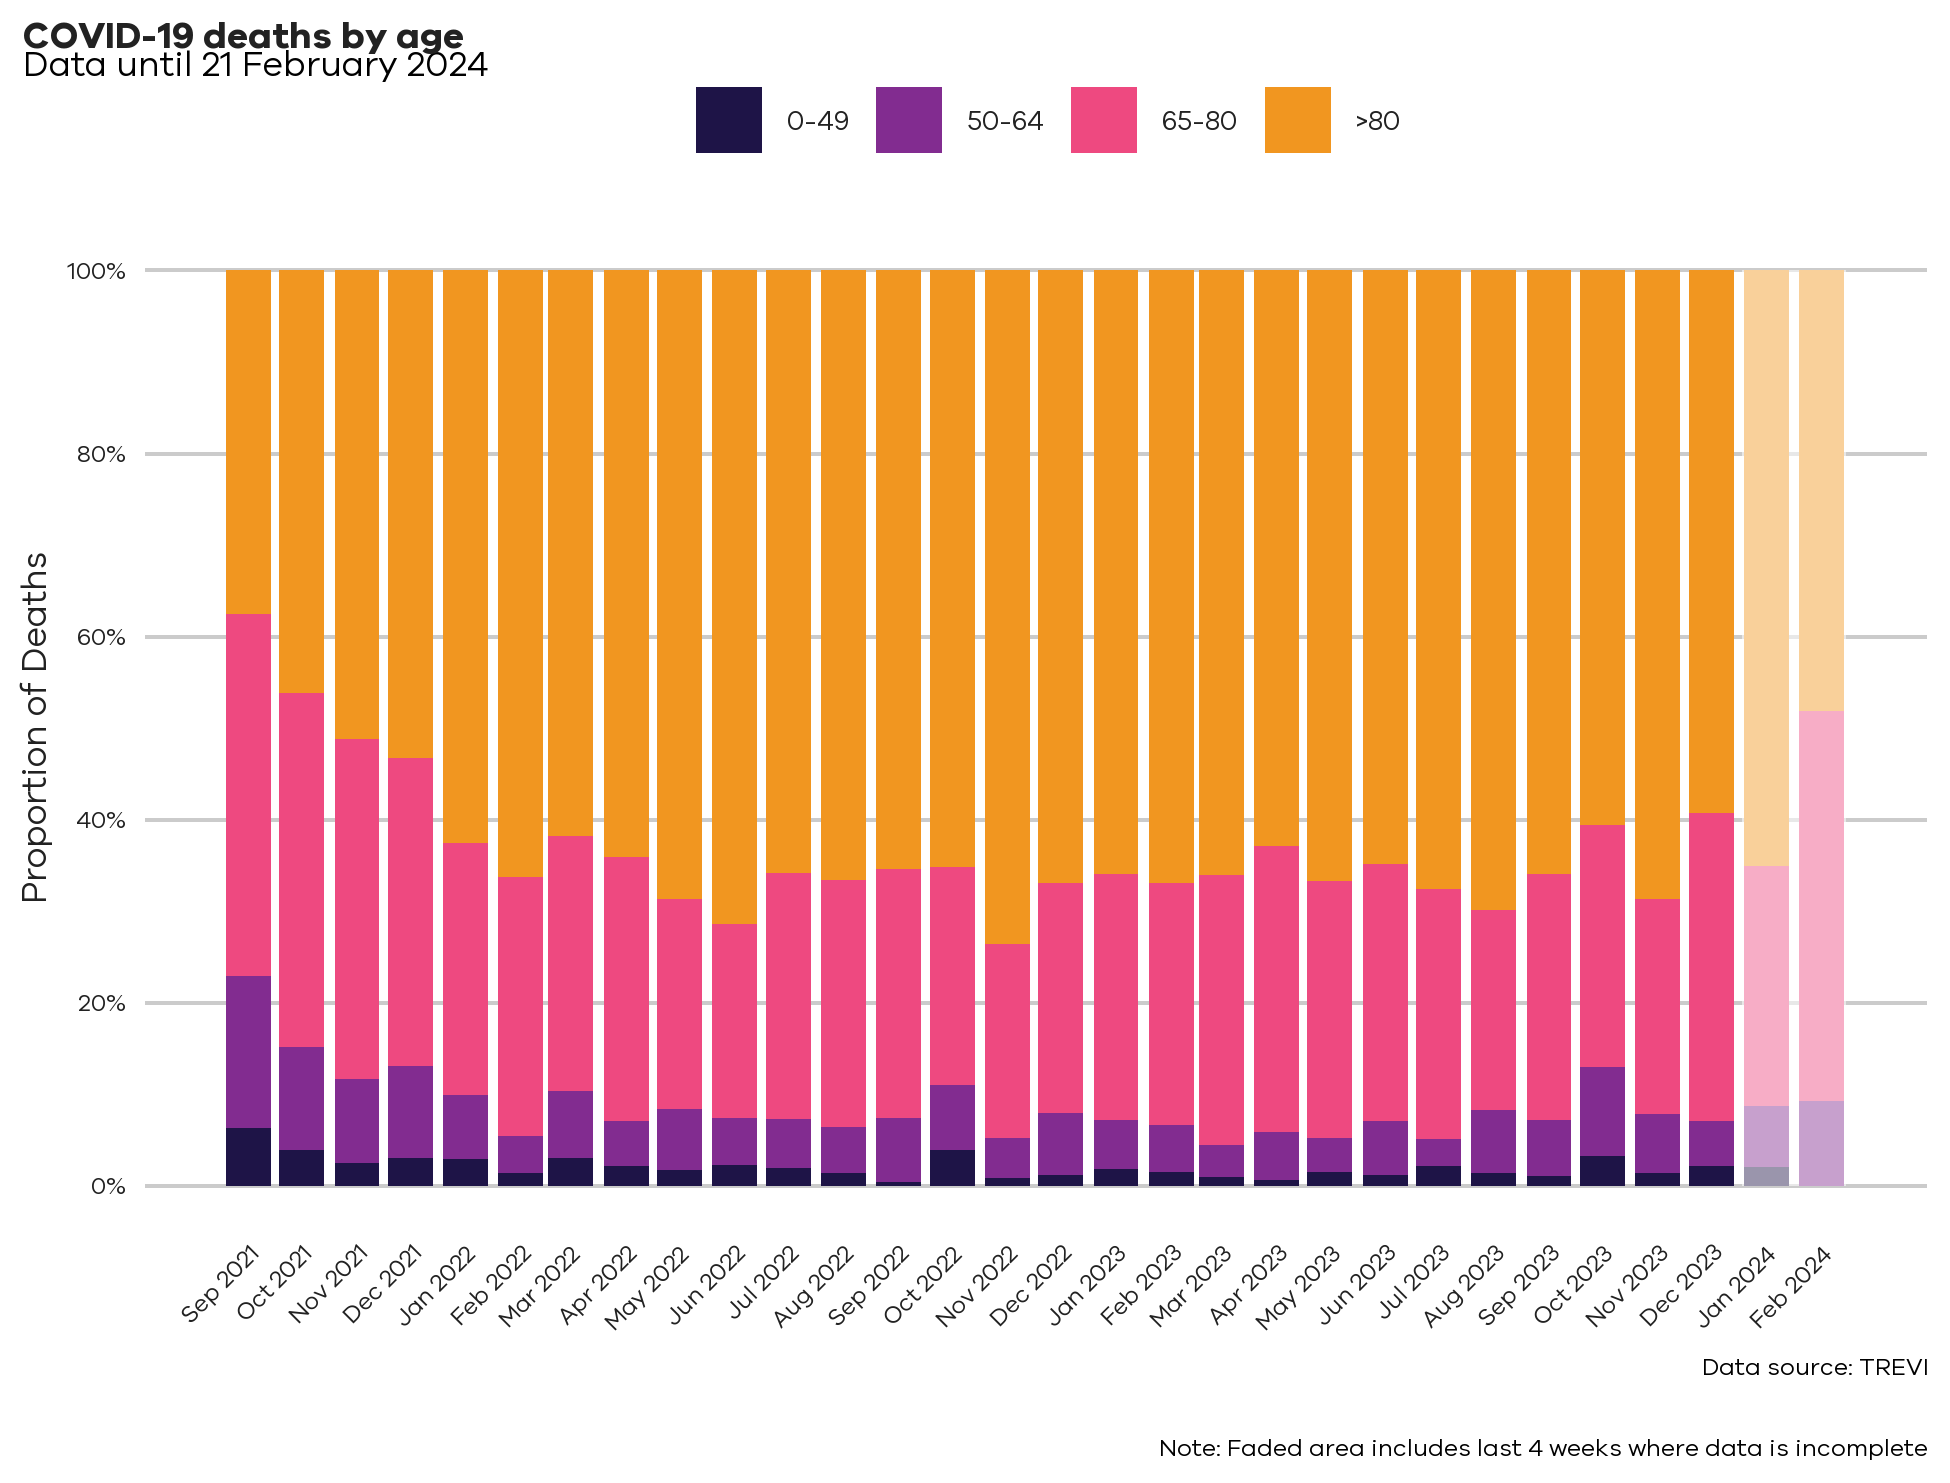 COVID-19 deaths by age
Data until 21 February 2024
0-49 50-64 65-80 >80
Proportion of Deaths
100%
80%
60%
40%
20%
0%
Sep 2021 Oct 2021 Nov 2021 Dec 2021 Jan 2022 Feb 2022 Mar 2022 Apr 2022 May 2022 Jun 2022 Jul 2022 Aug 2022 Sep 2022 Oct 2022 Nov 2022 Dec 2022 Jan 2023 Feb 2023 Mar 2023 Apr 2023 May 2023 Jun 2023 Jul 2023 Aug 2023 Sep 2023 Oct 2023 Nov 2023 Dec 2023 Jan 2024 Feb 2024
Data source: TREVI
Note: Faded area includes last 4 weeks where data is incomplete